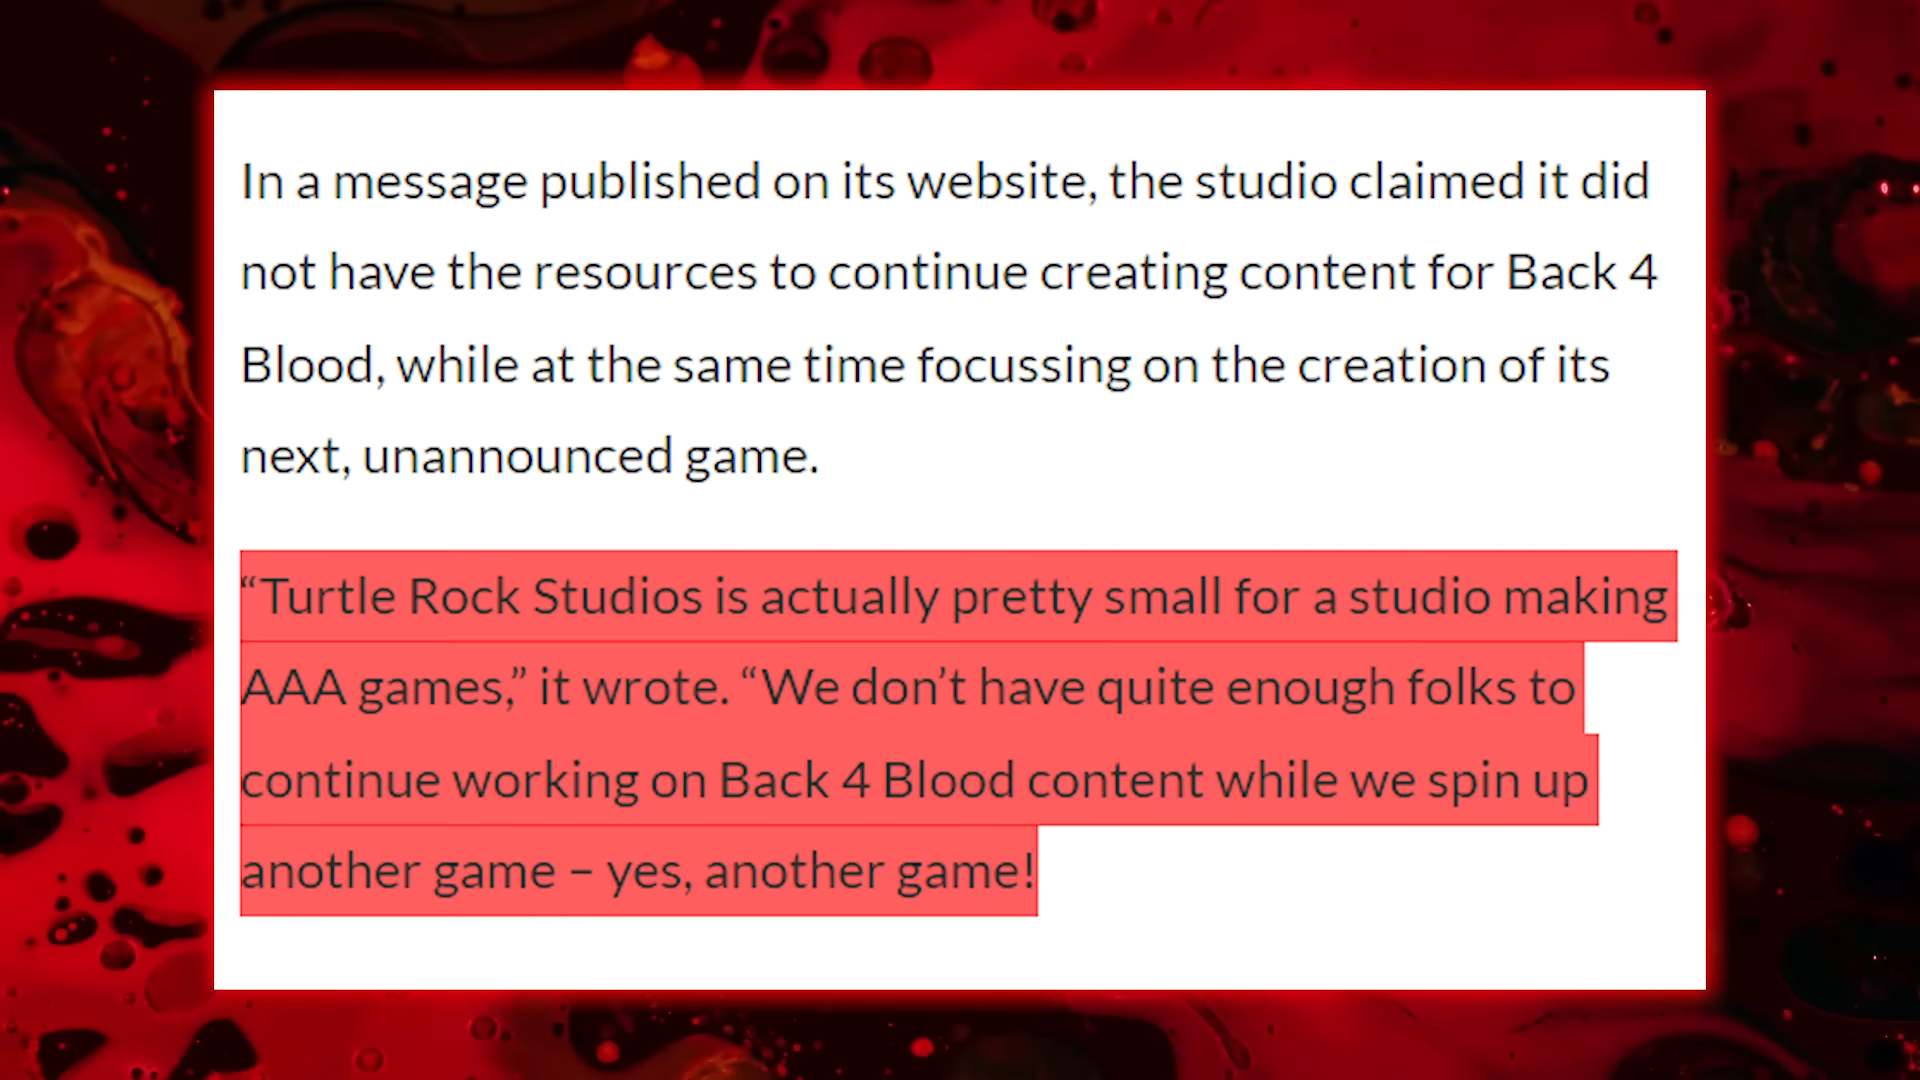 In a message published on its website, the studio claimed it did
not have the resources to continue creating content for Back 4
Blood, while at the same time focussing on the creation of its
next, unannounced game.
“Turtle Rock Studios is actually pretty small for a studio making
AAA games,” it wrote. “We don’t have quite enough folks to
continue working on Back 4 Blood content while we spin up
another game – yes, another game!